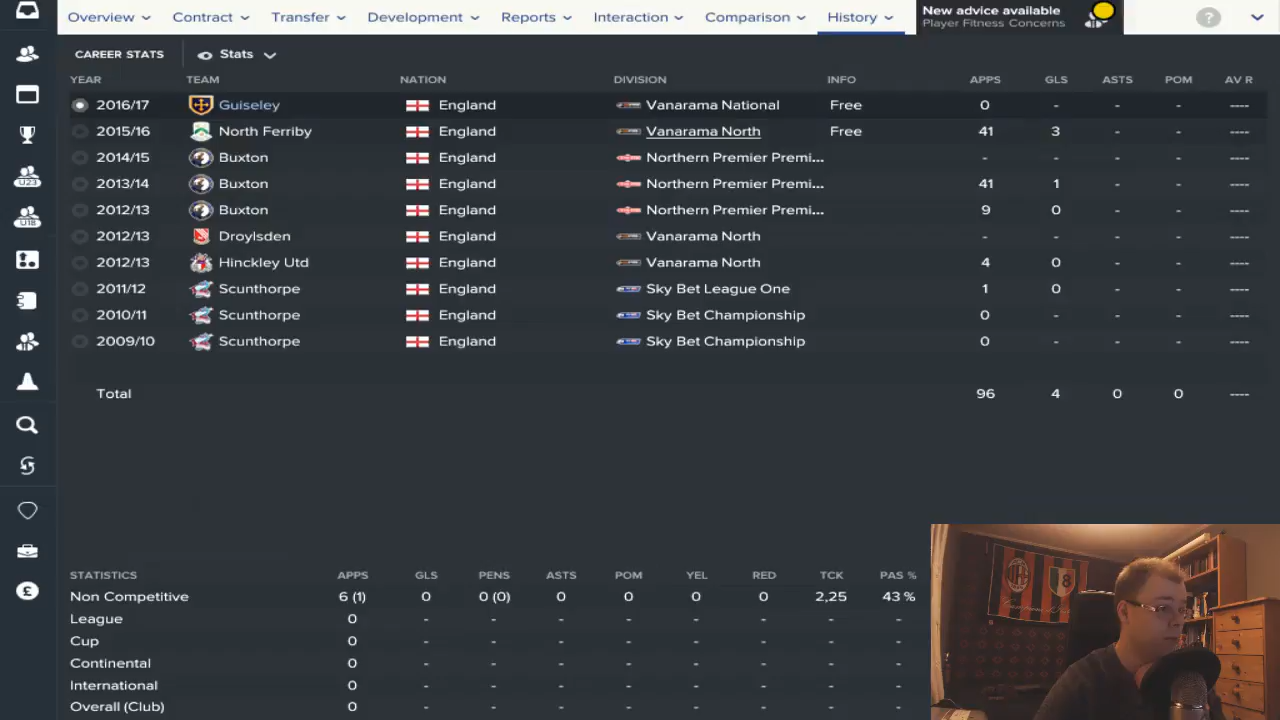 Overview Contract Transfer Development Reports Interaction Comparison History New advice available
Player Fitness Concerns
?
CAREER STATS Stats
YEAR TEAM NATION DIVISION INFO APPS GLS ASTS POM AV R
2016/17 Guiseley England Vanarama National Free 0 - - - ----
2015/16 North Ferriby England Vanarama North Free 41 3 - - ----
2014/15 Buxton England Northern Premier Premi... - - - - ----
2013/14 Buxton England Northern Premier Premi... 41 1 - - ----
2012/13 Buxton England Northern Premier Premi... 9 0 - - ----
2012/13 Droylsden England Vanarama North - - - - ----
2012/13 Hinckley Utd England Vanarama North 4 0 - - ----
2011/12 Scunthorpe England Sky Bet League One 1 0 - - ----
2010/11 Scunthorpe England Sky Bet Championship 0 - - - ----
2009/10 Scunthorpe England Sky Bet Championship 0 - - - ----
Total 96 4 0 0 ----
U23
U18
STATISTICS APPS GLS PENS ASTS POM YEL RED TCK PAS %
Non Competitive 6 (1) 0 0 (0) 0 0 0 0 2,25 43 %
League 0 - - - - - - - -
Cup 0 - - - - - - - -
Continental 0 - - - - - - - -
International 0 - - - - - - - -
Overall (Club) 0 - - - - - - - -